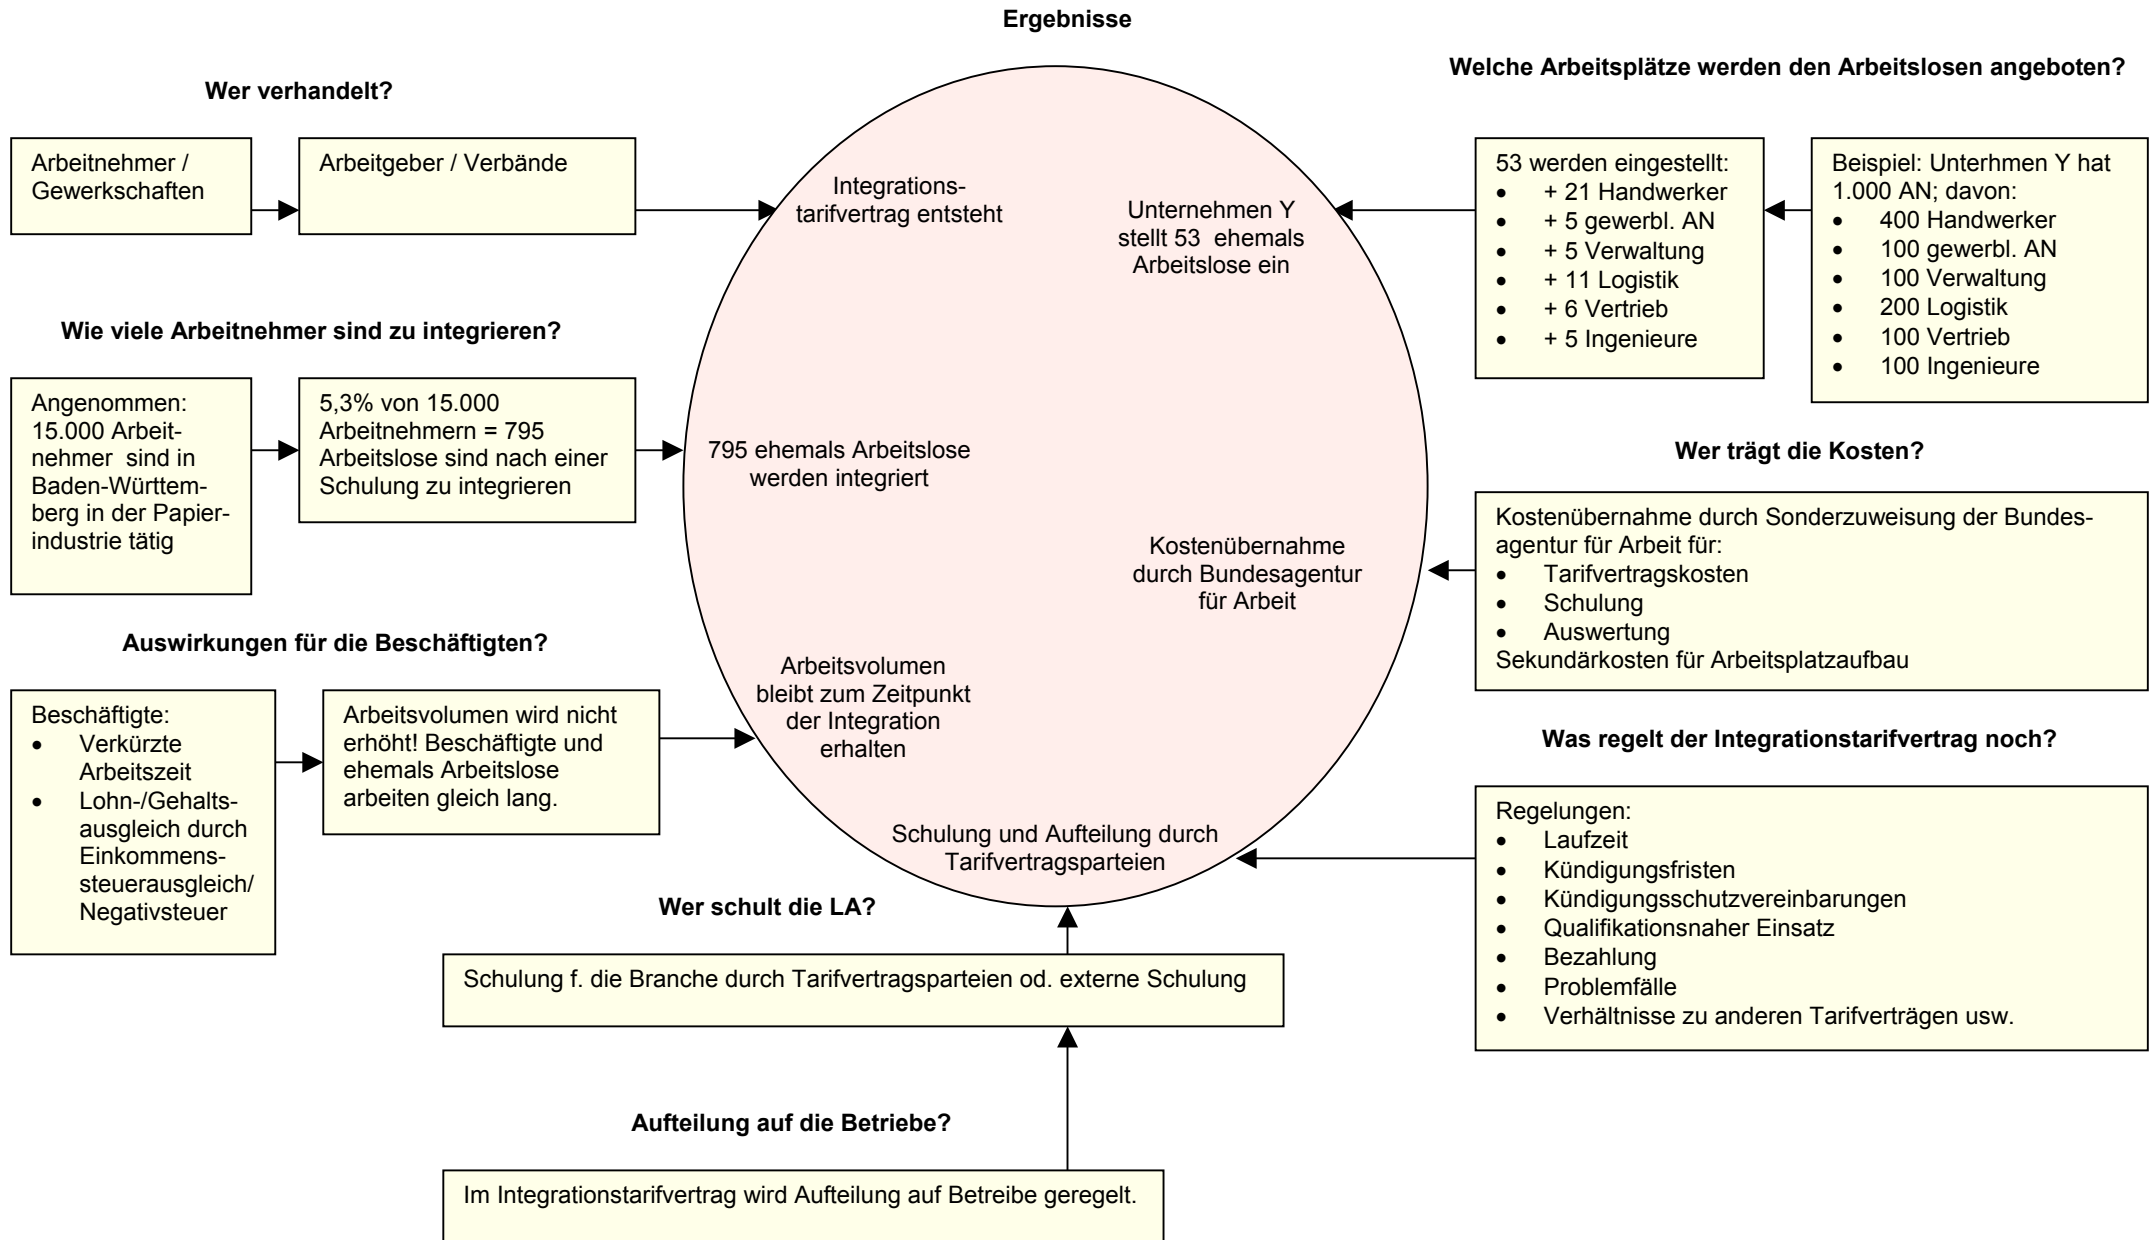 Ergebnisse
Wer verhandelt?
Arbeitnehmer /
Gewerkschaften
Arbeitgeber / Verbände
Integrations-
tarifvertrag entsteht
Wie viele Arbeitnehmer sind zu integrieren?
Angenommen:
15.000 Arbeit-
nehmer sind in
Baden-Württem-
berg in der Papier-
industrie tätig
5,3% von 15.000
Arbeitnehmern = 795
Arbeitslose sind nach einer
Schulung zu integrieren
795 ehemals Arbeitslose
werden integriert
Auswirkungen für die Beschäftigten?
Beschäftigte:
• Verkürzte
Arbeitszeit
• Lohn-/Gehalts-
ausgleich durch
Einkommens-
steuerausgleich/
Negativsteuer
Arbeitsvolumen wird nicht
erhöht! Beschäftigte und
ehemals Arbeitslose
arbeiten gleich lang.
Arbeitsvolumen
bleibt zum Zeitpunkt
der Integration
erhalten
Welche Arbeitsplätze werden den Arbeitslosen angeboten?
Unternehmen Y
stellt 53 ehemals
Arbeitslose ein
53 werden eingestellt:
• + 21 Handwerker
• + 5 gewerbl. AN
• + 5 Verwaltung
• + 11 Logistik
• + 6 Vertrieb
• + 5 Ingenieure
Beispiel: Unterhmen Y hat
1.000 AN; davon:
• 400 Handwerker
• 100 gewerbl. AN
• 100 Verwaltung
• 200 Logistik
• 100 Vertrieb
• 100 Ingenieure
Wer trägt die Kosten?
Kostenübernahme
durch Bundesagentur
für Arbeit
Kostenübernahme durch Sonderzuweisung der Bundes-
agentur für Arbeit für:
• Tarifvertragskosten
• Schulung
• Auswertung
Sekundärkosten für Arbeitsplatzaufbau
Was regelt der Integrationstarifvertrag noch?
Regelungen:
• Laufzeit
• Kündigungsfristen
• Kündigungsschutzvereinbarungen
• Qualifikationsnaher Einsatz
• Bezahlung
• Problemfälle
• Verhältnisse zu anderen Tarifverträgen usw.
Schulung und Aufteilung durch
Tarifvertragsparteien
Wer schult die LA?
Schulung f. die Branche durch Tarifvertragsparteien od. externe Schulung
Aufteilung auf die Betriebe?
Im Integrationstarifvertrag wird Aufteilung auf Betreibe geregelt.